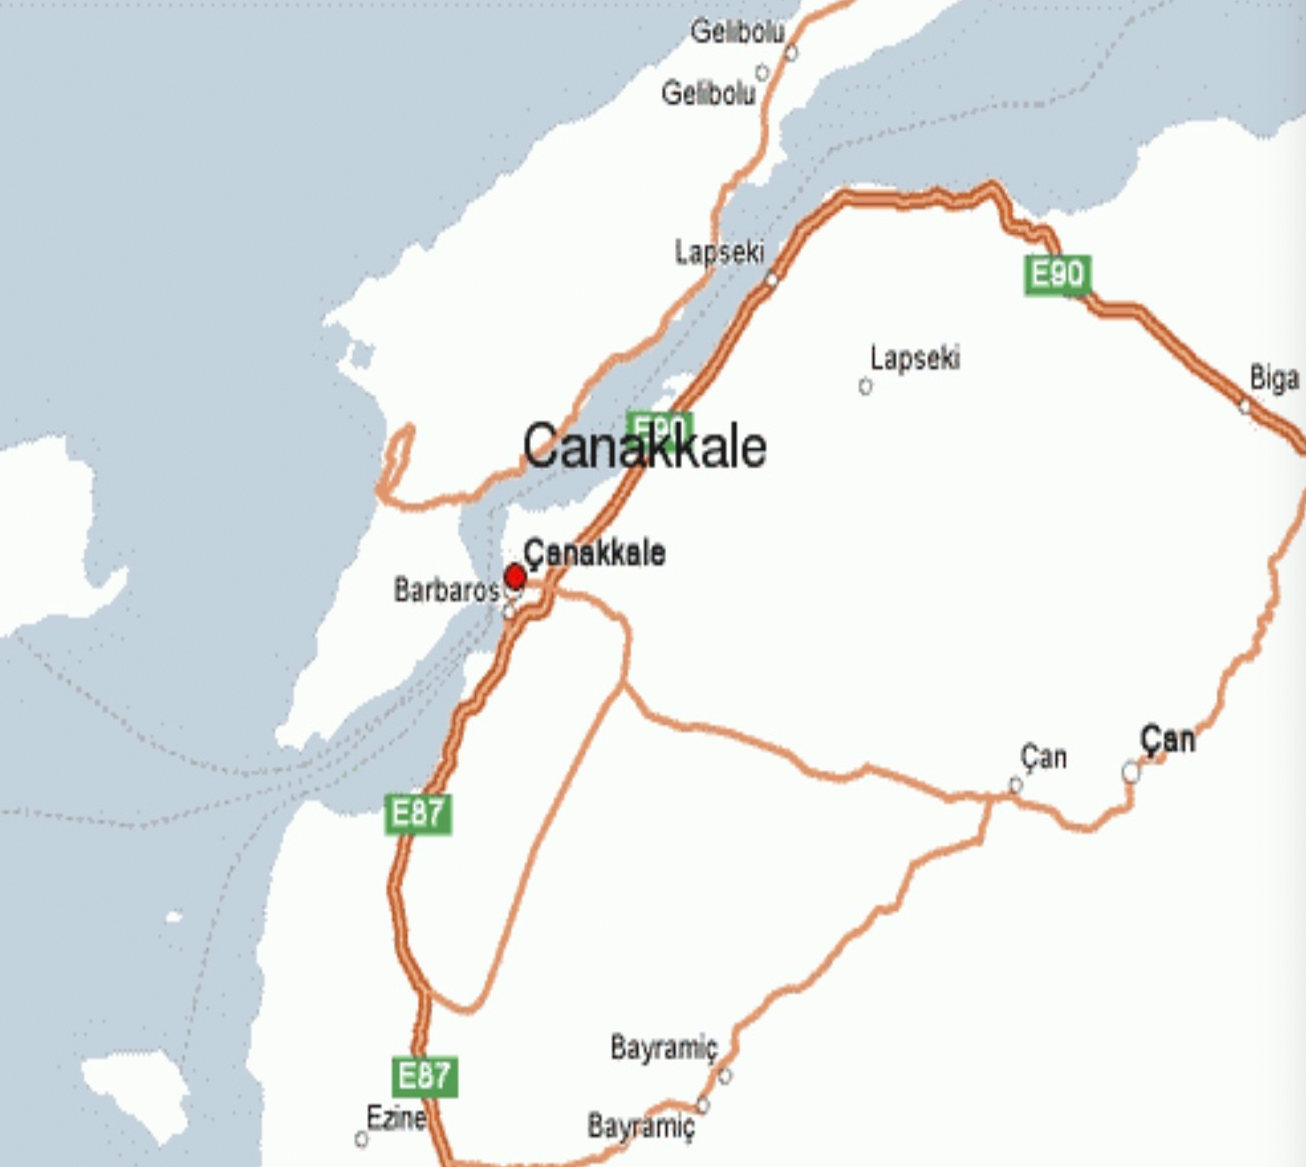 Gelibolu
Gelibolu
Lapseki
E90
Lapseki
Biga
E90
Canakkale
Çanakkale
Barbaros
Çan
Çan
E87
Bayramiç
E87
Ezine
Bayramiç